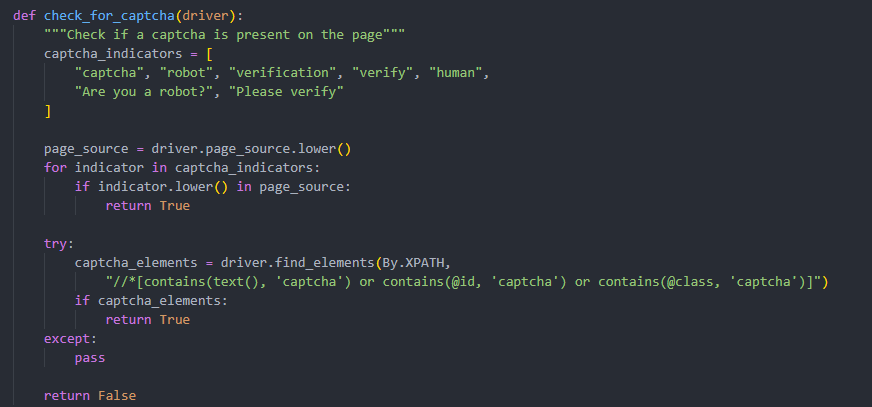 def check_for_captcha(driver):
    """Check if a captcha is present on the page"""
    captcha_indicators = [
        "captcha", "robot", "verification", "verify", "human",
        "Are you a robot?", "Please verify"
    ]

    page_source = driver.page_source.lower()
    for indicator in captcha_indicators:
        if indicator.lower() in page_source:
            return True

    try:
        captcha_elements = driver.find_elements(By.XPATH,
            "//*[contains(text(), 'captcha') or contains(@id, 'captcha') or contains(@class, 'captcha')]")
        if captcha_elements:
            return True
    except:
        pass

    return False